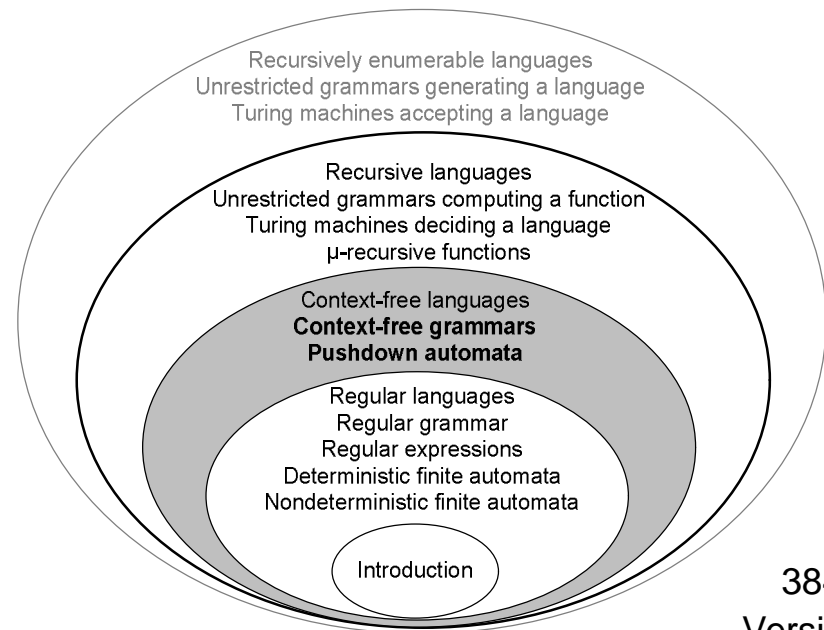 Recursively enumerable languages
Unrestricted grammars generating a language
Turing machines accepting a language
Recursive languages
Unrestricted grammars computing a function
Turing machines deciding a language
μ-recursive functions
Context-free languages
Context-free grammars
Pushdown automata
Regular languages
Regular grammar
Regular expressions
Deterministic finite automata
Nondeterministic finite automata
Introduction